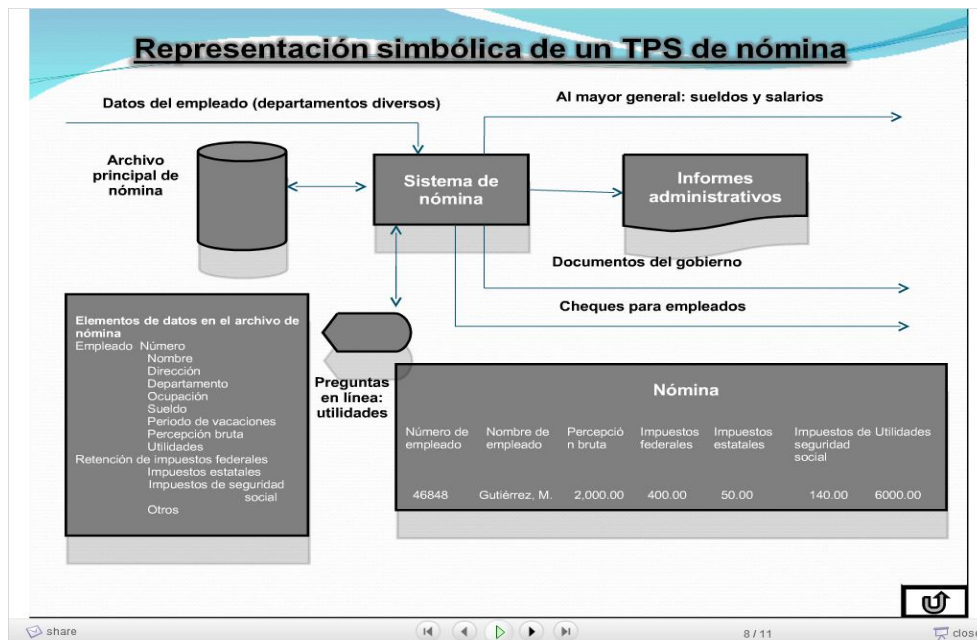 Representación simbólica de un TPS de nómina
Datos del empleado (departamentos diversos)
Al mayor general: sueldos y salarios
Archivo
principal de
nómina
Sistema de
nómina
Informes
administrativos
Documentos del gobierno
Cheques para empleados
Elementos de datos en el archivo de
nómina
Empleado Número
Nombre
Dirección
Departamento
Ocupación
Sueldo
Periodo de vacaciones
Percepción bruta
Utilidades
Retención de impuestos federales
Impuestos estatales
Impuestos de seguridad
social
Otros
Preguntas
en línea:
utilidades
Nómina
Número de empleado
Nombre de empleado
Percepció
n bruta
Impuestos federales
Impuestos estatales
Impuestos de seguridad social
Utilidades
46848 Gutiérrez, M. 2,000.00 400.00 50.00 140.00 6000.00
share
8 / 11
clos